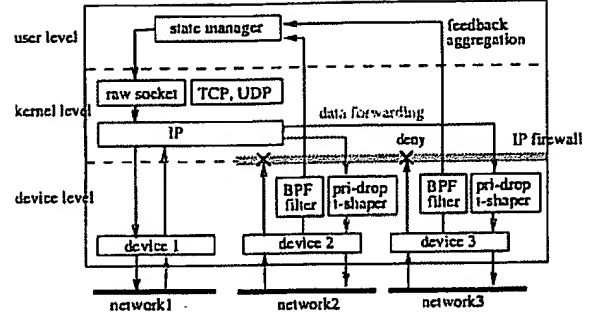 user level
state manager
feedback
aggregation
kernel level
raw socket
TCP, UDP
data forwarding
IP
deny
IP firewall
device level
BPF
filter
pri-drop
t-shaper
BPF
filter
pri-drop
t-shaper
device 1
device 2
device 3
network1
network2
network3